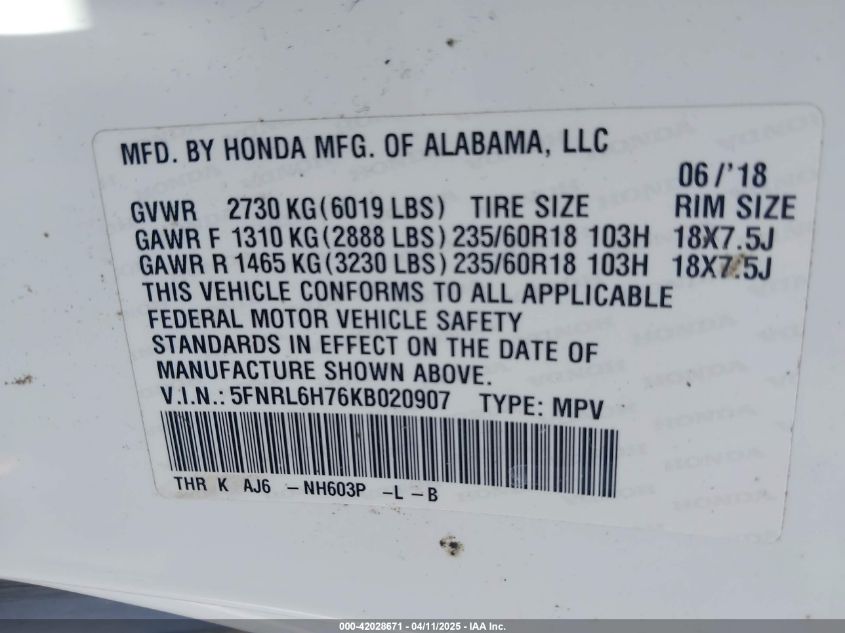 MFD. BY HONDA MFG. OF ALABAMA, LLC
06/'18
GVWR 2730 KG(6019 LBS) TIRE SIZE RIM SIZE
GAWR F 1310 KG(2888 LBS) 235/60R18 103H 18X7.5J
GAWR R 1465 KG(3230 LBS) 235/60R18 103H 18X7.5J
THIS VEHICLE CONFORMS TO ALL APPLICABLE
FEDERAL MOTOR VEHICLE SAFETY
STANDARDS IN EFFECT ON THE DATE OF
MANUFACTURE SHOWN ABOVE.
V.I.N.: 5FNRL6H76KB020907 TYPE: MPV
THR K AJ6 -NH603P -L-B
000-42028671 - 04/11/2025 - IAA Inc.